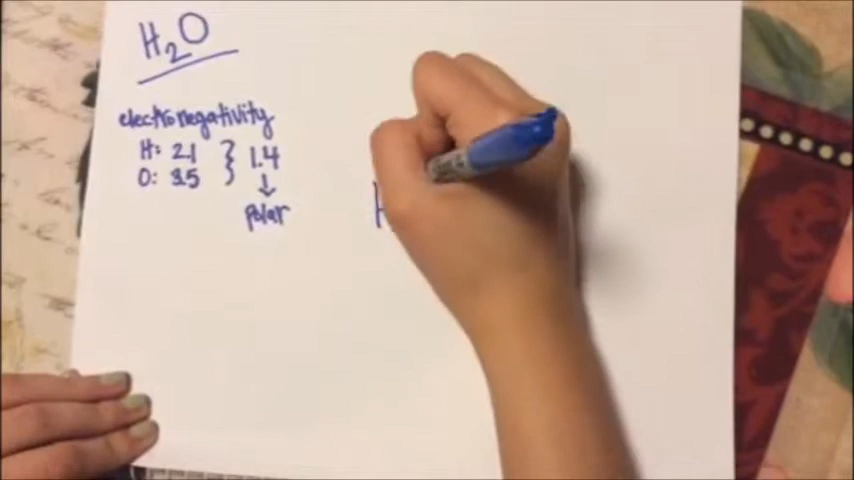 H₂O
electronegativity
H: 2.1 } 1.4
O: 3.5
↓
polar
H